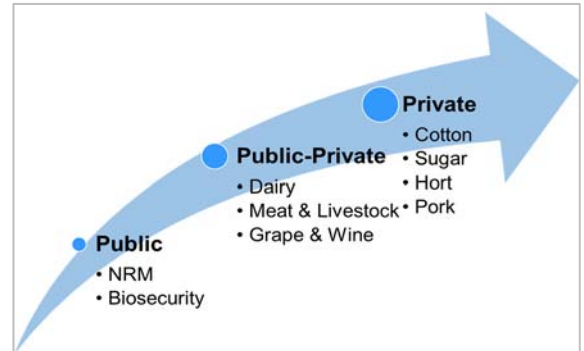 Private
• Cotton
• Sugar
• Hort
• Pork
Public-Private
• Dairy
• Meat & Livestock
• Grape & Wine
Public
• NRM
• Biosecurity